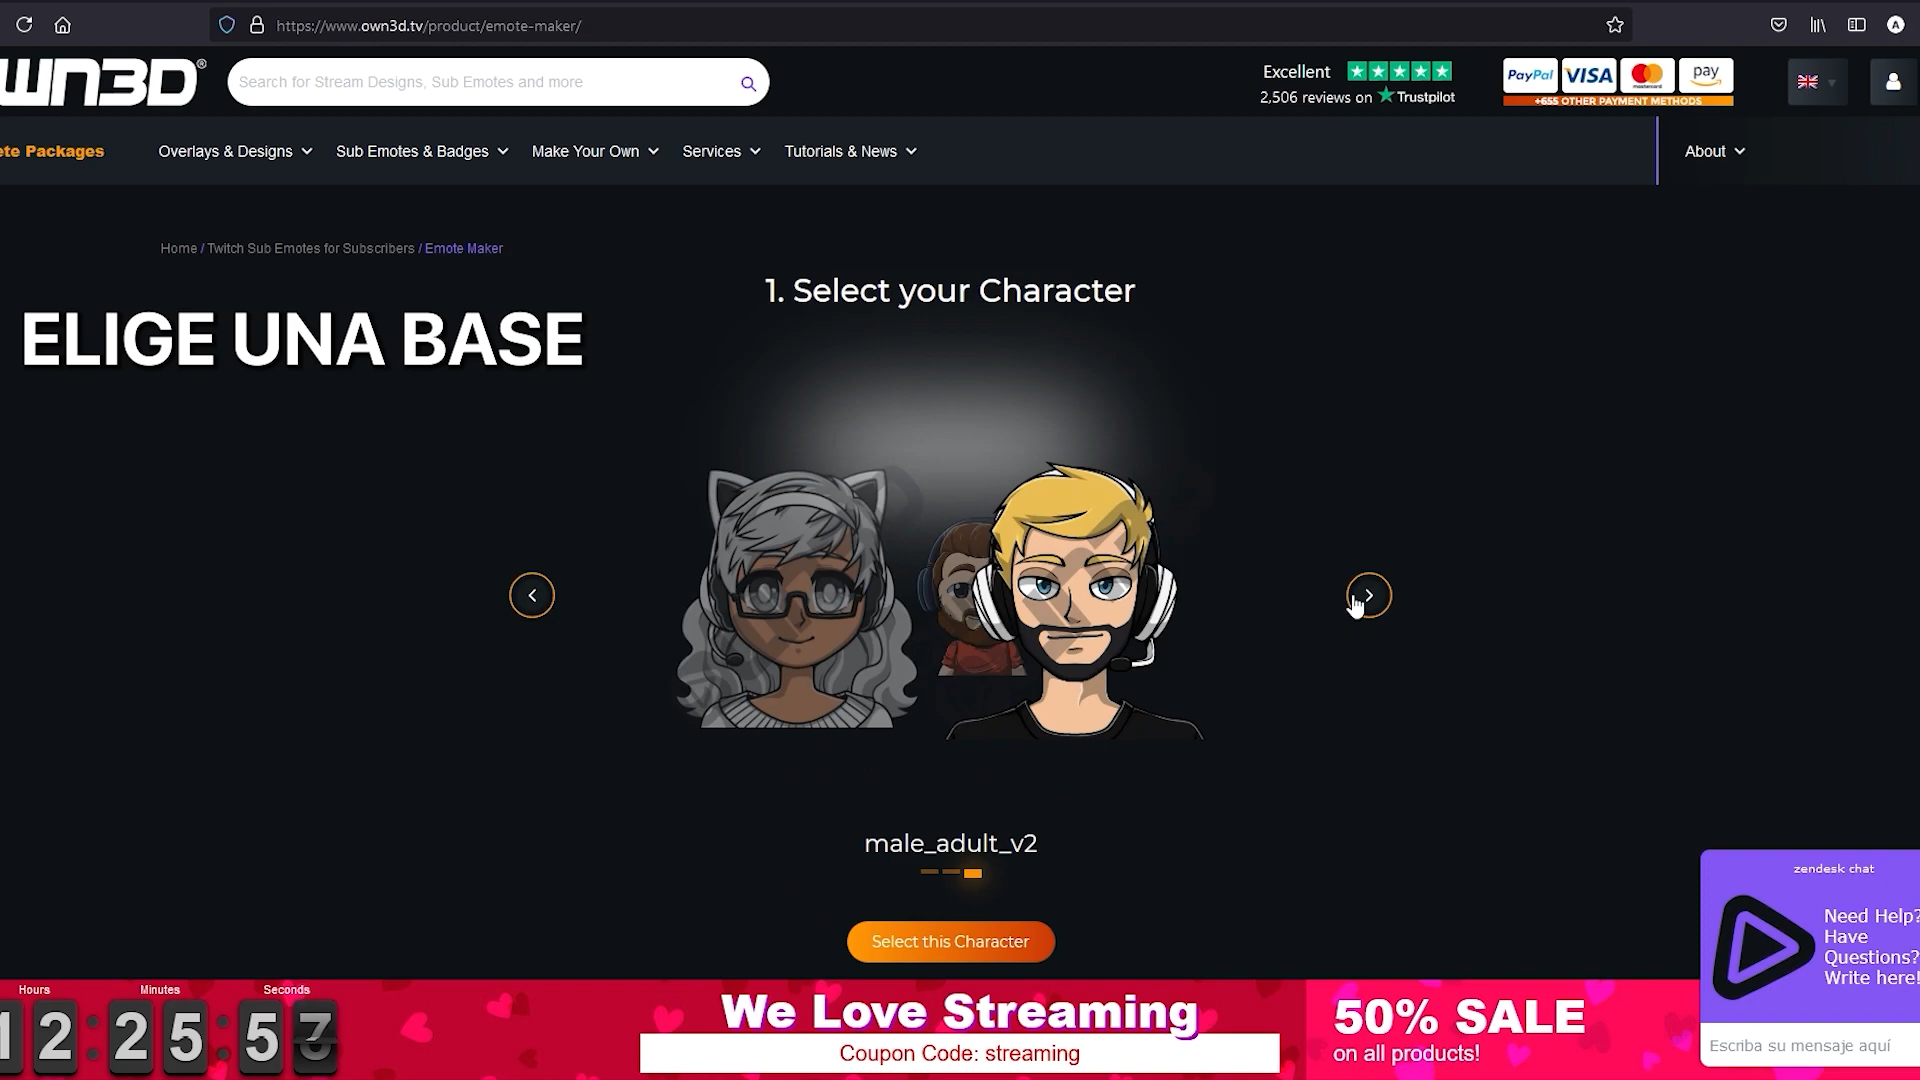 https://www.own3d.tv/product/emote-maker/
WN3D®
Search for Stream Designs, Sub Emotes and more
Excellent
2,506 reviews on Trustpilot
PayPal VISA mastercard pay
+655 OTHER PAYMENT METHODS
ete Packages
Overlays & Designs
Sub Emotes & Badges
Make Your Own
Services
Tutorials & News
About
Home / Twitch Sub Emotes for Subscribers / Emote Maker
1. Select your Character
ELIGE UNA BASE
male_adult_v2
Select this Character
zendesk chat
Need Help?
Have
Questions?
Write here!
Escriba su mensaje aquí
Hours Minutes Seconds
12:25:57
We Love Streaming
Coupon Code: streaming
50% SALE
on all products!